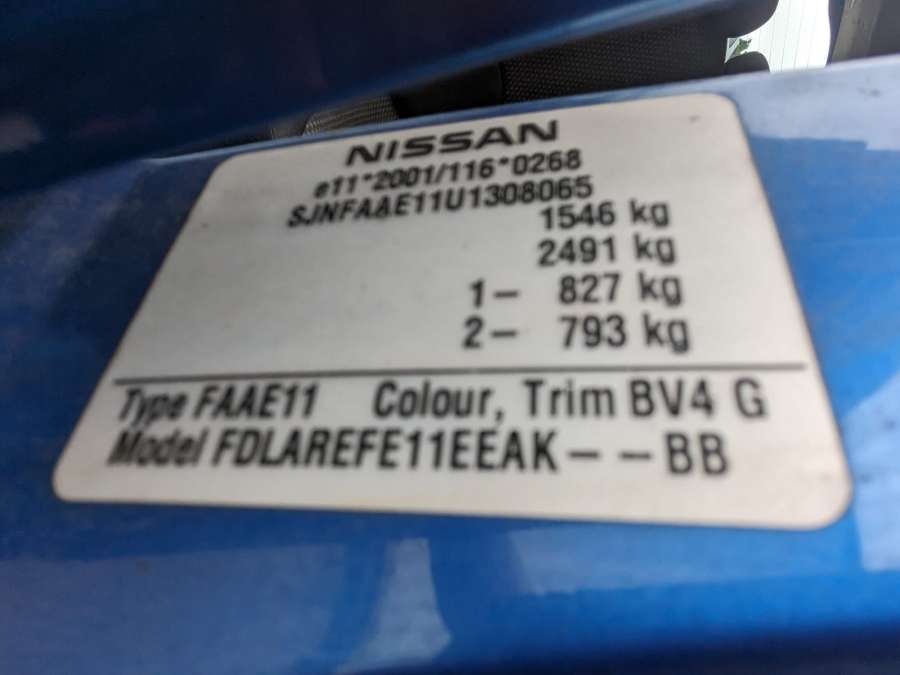 NISSAN
e11*2001/116*0268
SJNFAAE11U1308065
1546 kg
2491 kg
1- 827 kg
2- 793 kg
Type FAAE11 Colour, Trim BV4 G
Model FDLAREFE11EEAK--BB